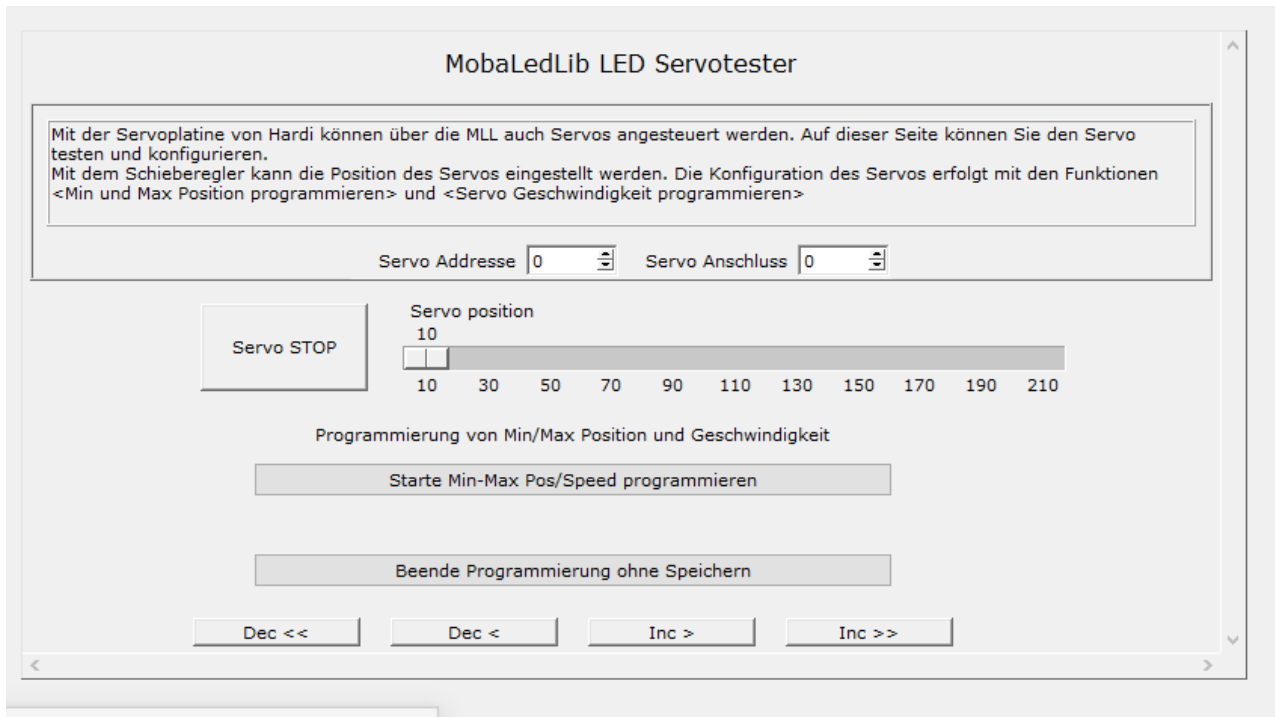 MobaLedLib LED Servotester
Mit der Servoplatine von Hardi können über die MLL auch Servos angesteuert werden. Auf dieser Seite können Sie den Servo
testen und konfigurieren.
Mit dem Schieberegler kann die Position des Servos eingestellt werden. Die Konfiguration des Servos erfolgt mit den Funktionen
<Min und Max Position programmieren> und <Servo Geschwindigkeit programmieren>
Servo Addresse 0 Servo Anschluss 0
Servo STOP
Servo position
10
10 30 50 70 90 110 130 150 170 190 210
Programmierung von Min/Max Position und Geschwindigkeit
Starte Min-Max Pos/Speed programmieren
Beende Programmierung ohne Speichern
Dec << Dec < Inc > Inc >>